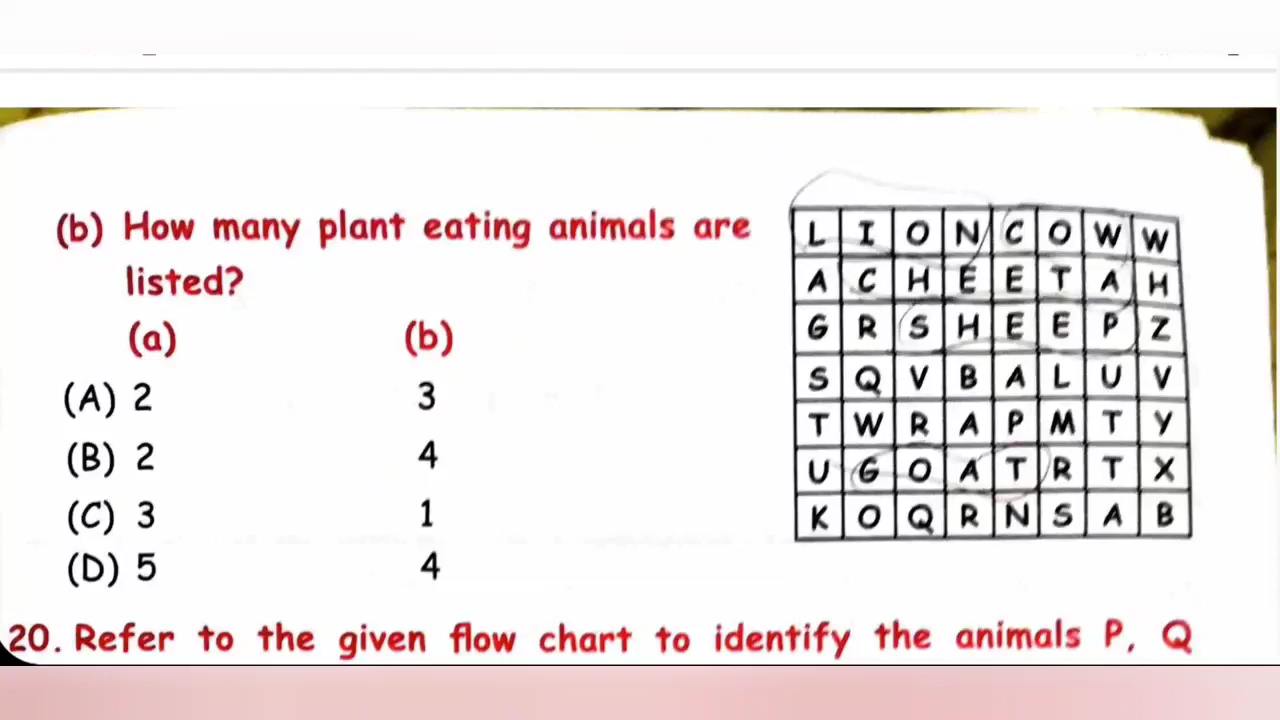 (b) How many plant eating animals are
listed?
(a) (b)
(A) 2 3
(B) 2 4
(C) 3 1
(D) 5 4
L I O N C O W W
A C H E E T A H
G R S H E E P Z
S Q V B A L U V
T W R A P M T Y
U G O A T R T X
K O Q R N S A B
20. Refer to the given flow chart to identify the animals P, Q